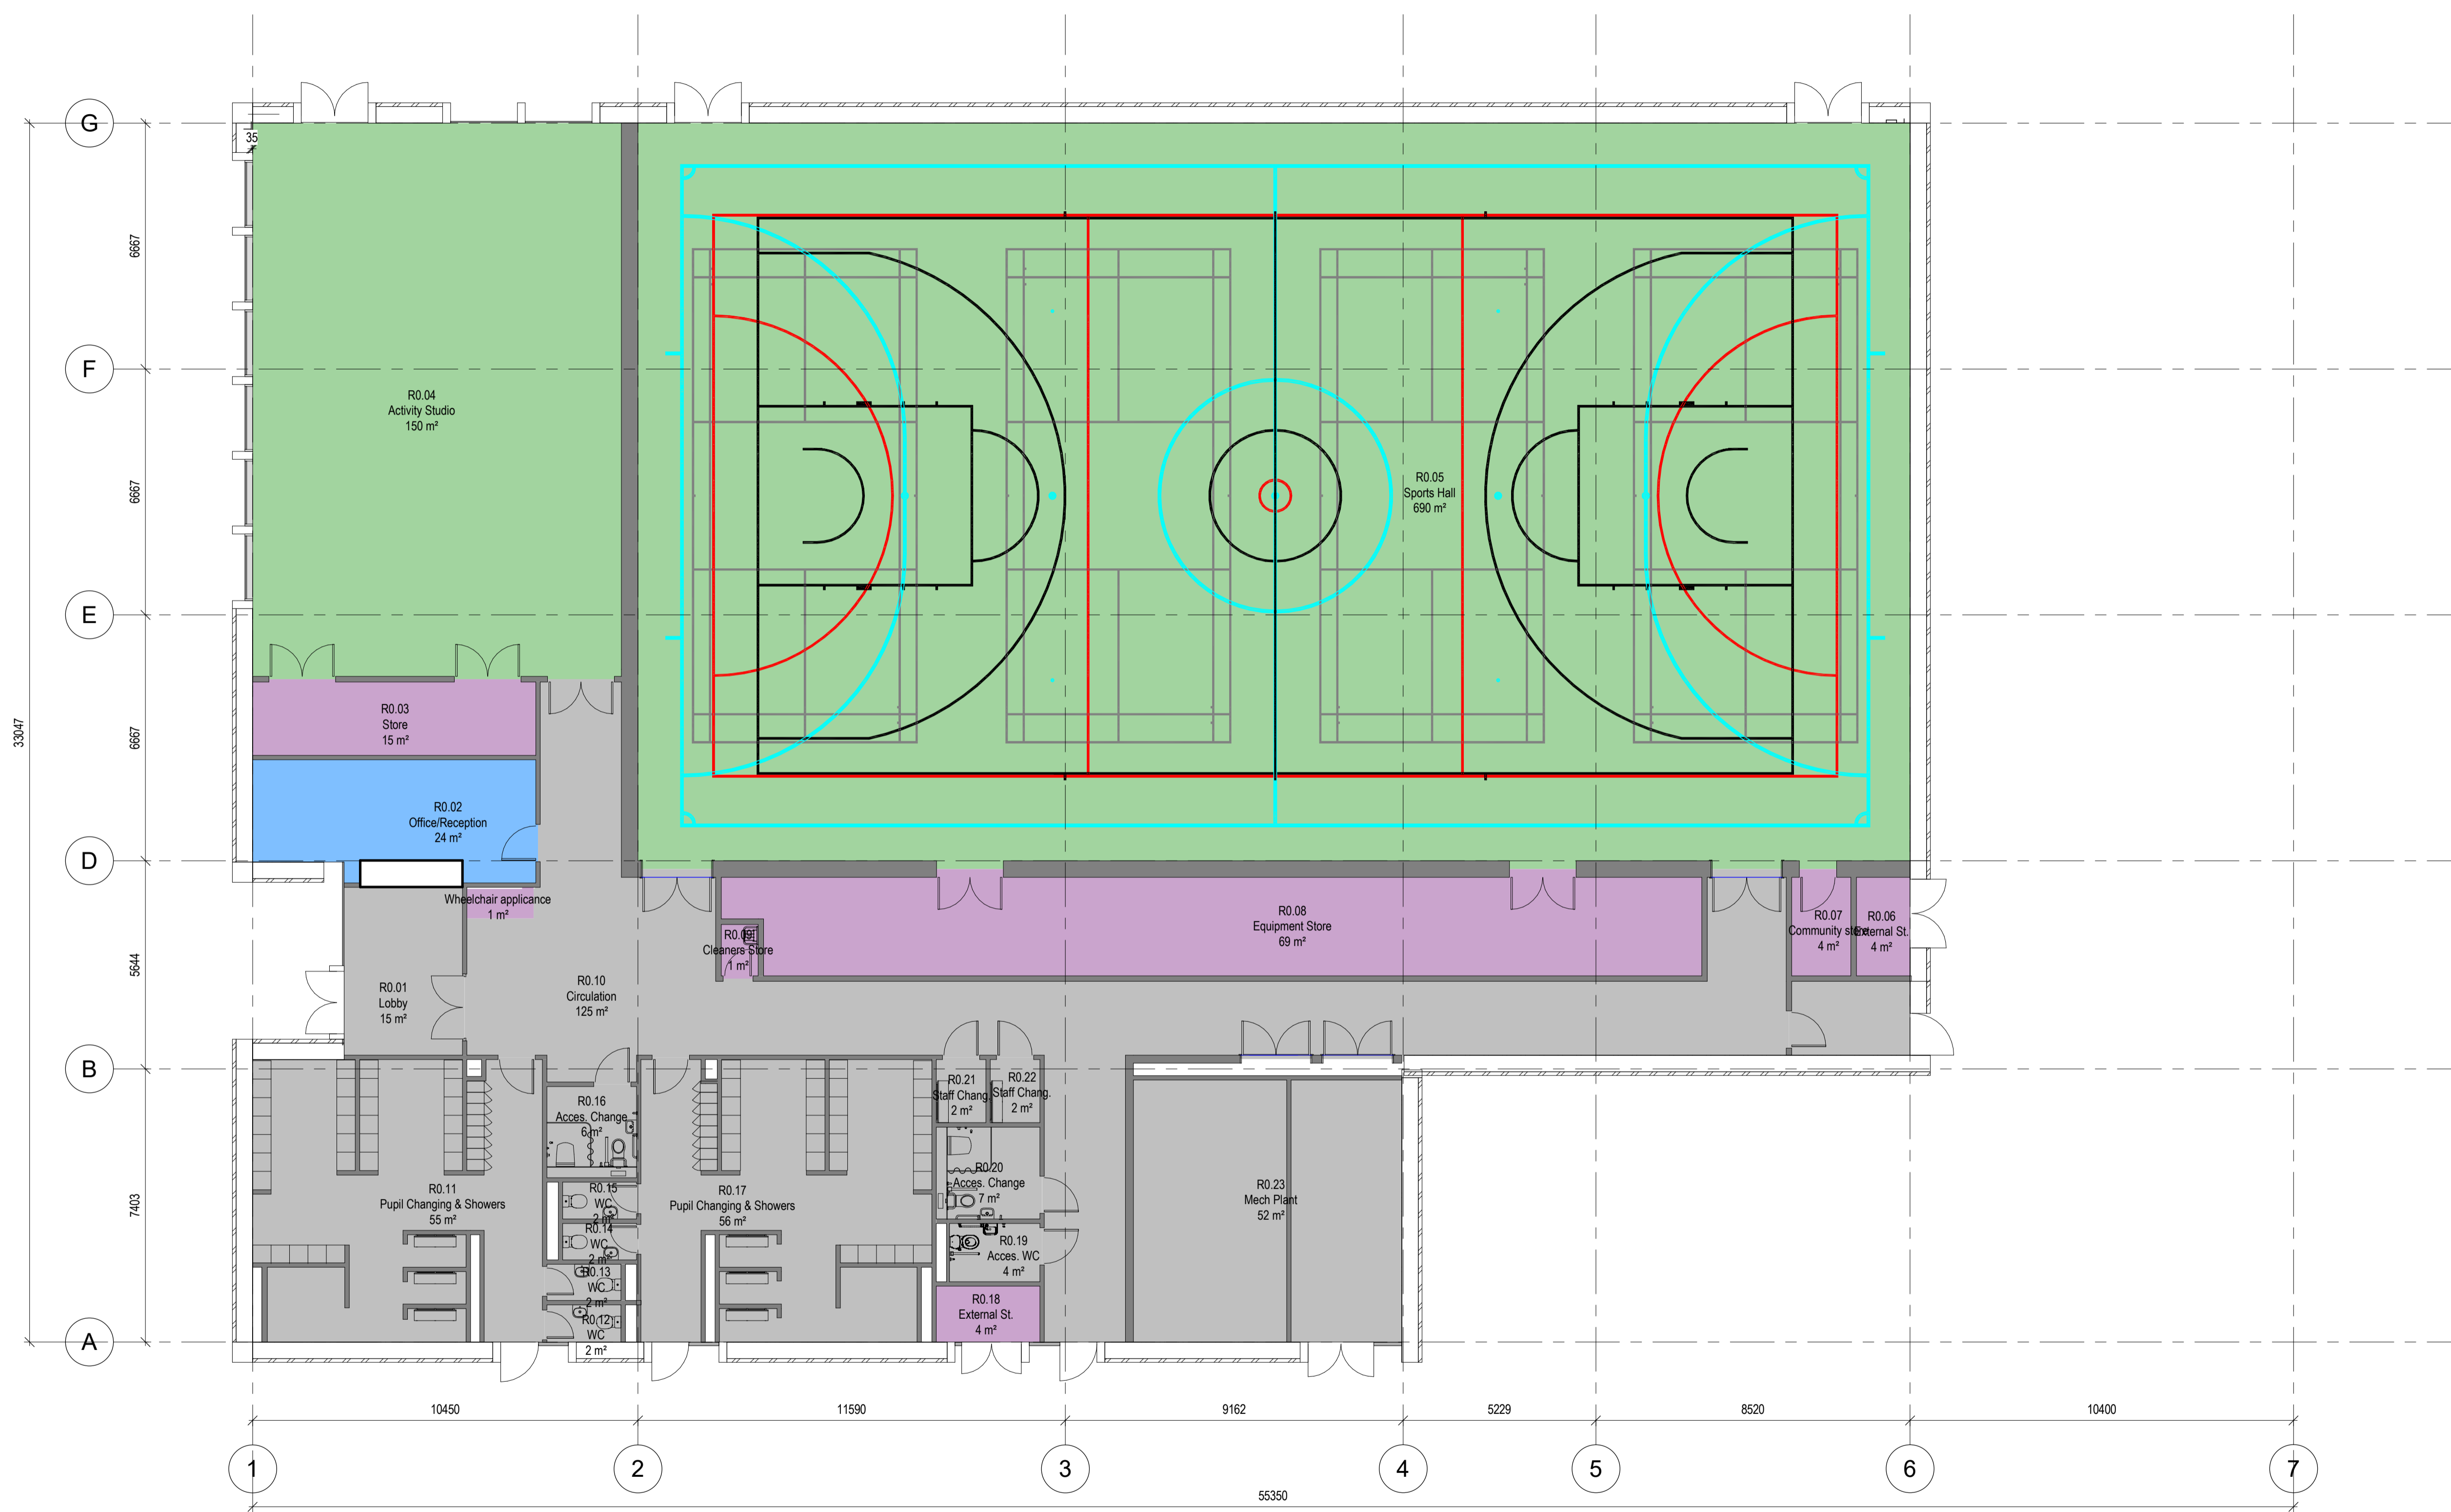 G
35
6667
F
R0.04
Activity Studio
150 m²
R0.05
Sports Hall
690 m²
6667
E
33047
R0.03
Store
15 m²
6667
R0.02
Office/Reception
24 m²
D
Wheelchair applicance
1 m²
R0.09
Cleaners Store
1 m²
R0.08
Equipment Store
69 m²
R0.07
Community store
4 m²
R0.06
External St.
4 m²
5644
R0.01
Lobby
15 m²
R0.10
Circulation
125 m²
B
R0.16
Acces. Change
6 m²
R0.21
Staff Chang.
2 m²
R0.22
Staff Chang.
2 m²
R0.11
Pupil Changing & Showers
55 m²
R0.15
WC
2 m²
R0.14
WC
2 m²
R0.13
WC
2 m²
R0.12
WC
2 m²
R0.17
Pupil Changing & Showers
56 m²
R0.20
Acces. Change
7 m²
R0.19
Acces. WC
4 m²
R0.18
External St.
4 m²
R0.23
Mech Plant
52 m²
7403
A
10450
11590
9162
5229
8520
10400
1
2
3
4
5
6
7
55350